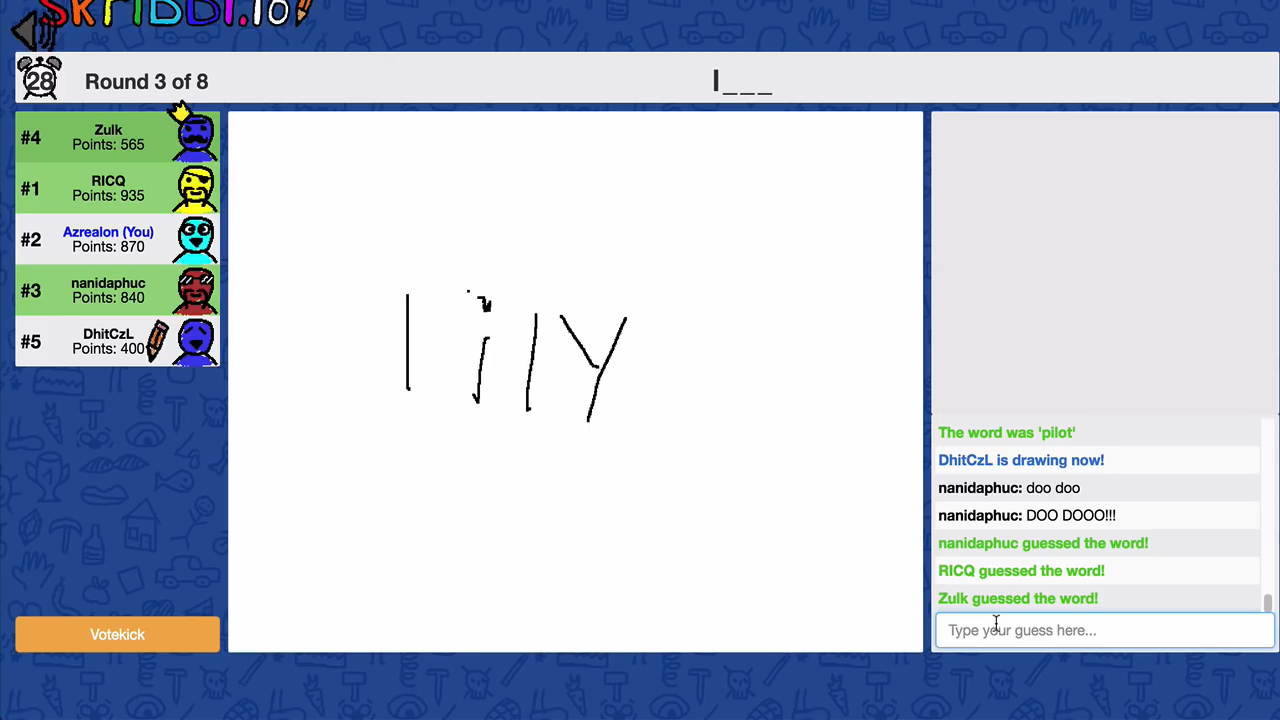 skribbl.io
28
Round 3 of 8
l___
#4
Zulk
Points: 565
#1
RICQ
Points: 935
#2
Azrealon (You)
Points: 870
#3
nanidaphuc
Points: 840
#5
DhitCzL
Points: 400
Votekick
lily
The word was 'pilot'
DhitCzL is drawing now!
nanidaphuc: doo doo
nanidaphuc: DOO DOOO!!!
nanidaphuc guessed the word!
RICQ guessed the word!
Zulk guessed the word!
Type your guess here...